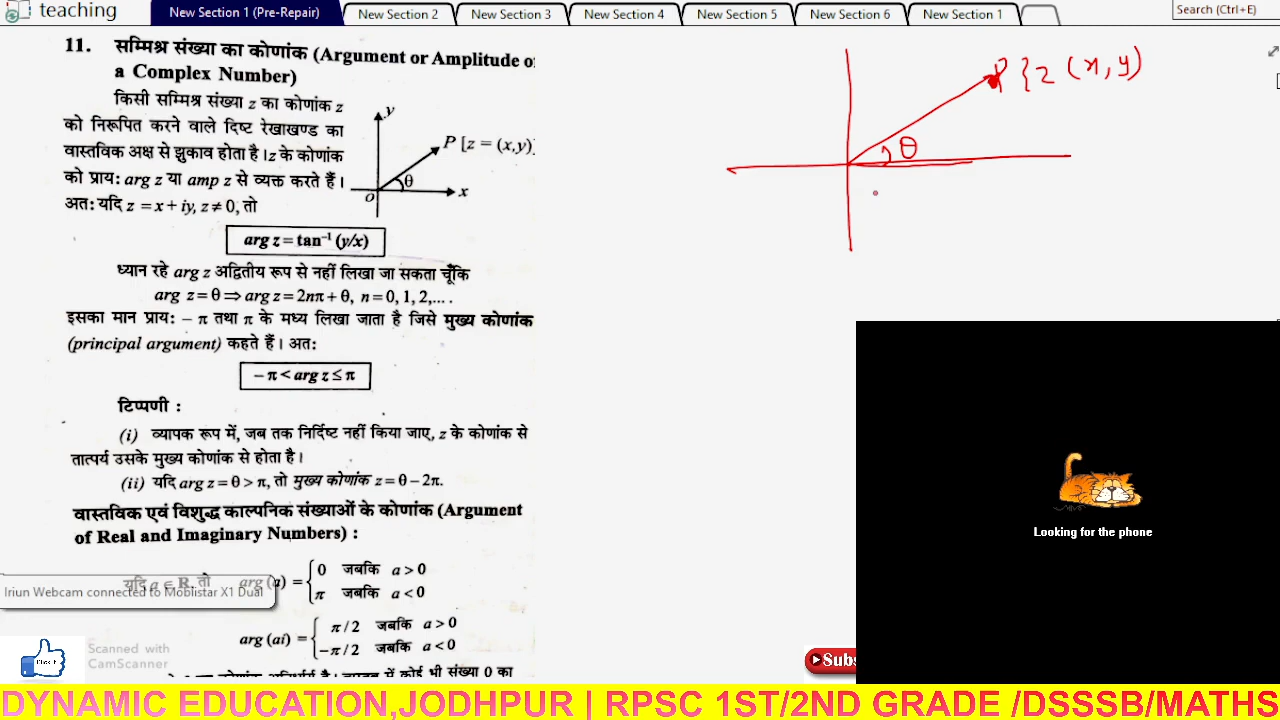 teaching
New Section 1 (Pre-Repair)
New Section 2
New Section 3
New Section 4
New Section 5
New Section 6
New Section 1
Search (Ctrl+E)
11. सम्मिश्र संख्या का कोणांक (Argument or Amplitude of
a Complex Number)
किसी सम्मिश्र संख्या z का कोणांक z
को निरूपित करने वाले दिष्ट रेखाखण्ड का
वास्तविक अक्ष से झुकाव होता है। z के कोणांक
को प्राय: arg z या amp z से व्यक्त करते हैं।
अत: यदि z = x + iy, z ≠ 0, तो
y
P [z = (x,y)]
θ
O
x
arg z = tan⁻¹ (y/x)
ध्यान रहे arg z अद्वितीय रूप से नहीं लिखा जा सकता चूँकि
arg z = θ ⇒ arg z = 2nπ + θ, n = 0, 1, 2,... .
इसका मान प्राय: – π तथा π के मध्य लिखा जाता है जिसे मुख्य कोणांक
(principal argument) कहते हैं। अत:
– π < arg z ≤ π
टिप्पणी :
(i) व्यापक रूप में, जब तक निर्दिष्ट नहीं किया जाए, z के कोणांक से
तात्पर्य उसके मुख्य कोणांक से होता है।
(ii) यदि arg z = θ > π, तो मुख्य कोणांक z = θ – 2π.
वास्तविक एवं विशुद्ध काल्पनिक संख्याओं के कोणांक (Argument
of Real and Imaginary Numbers) :
यदि a ∈ R, तो arg (a) = { 0 जबकि a > 0
π जबकि a < 0
arg (ai) = { π / 2 जबकि a > 0
–π / 2 जबकि a < 0
कोई भी संख्या 0 का
P { z (x, y)
θ
Looking for the phone
Iriun Webcam connected to Mobiistar X1 Dual
Click it
Scanned with
CamScanner
Subs
DYNAMIC EDUCATION,JODHPUR | RPSC 1ST/2ND GRADE /DSSSB/MATHS